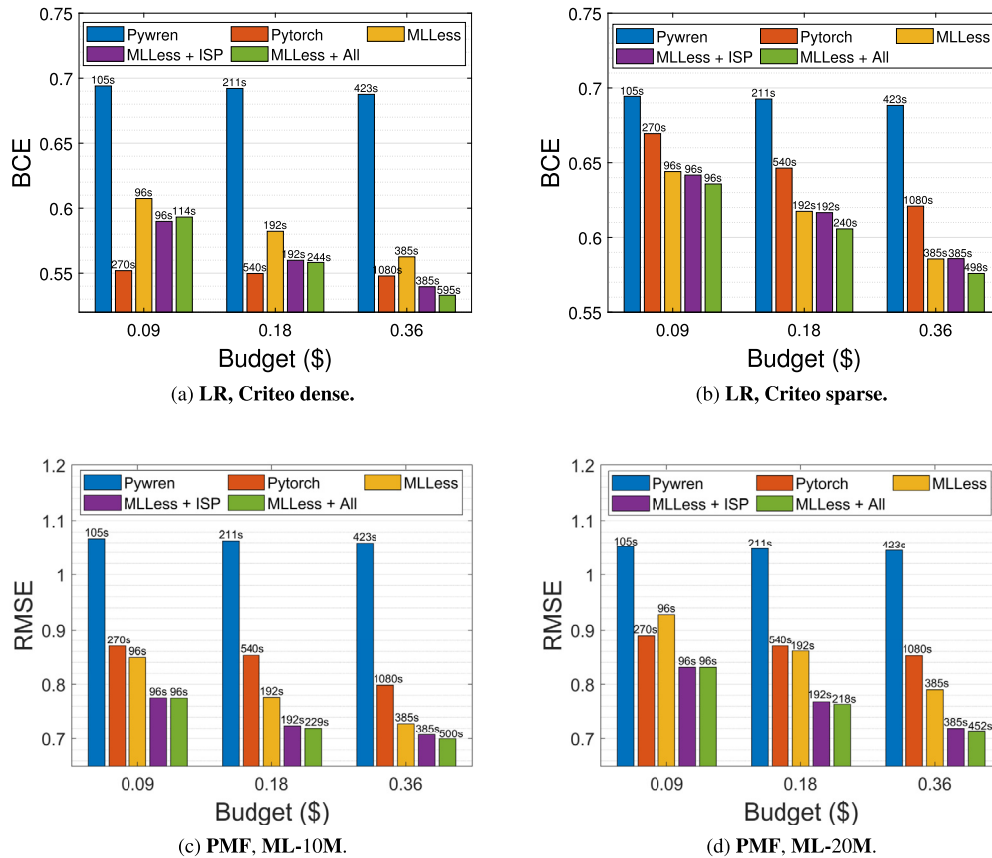 0.75
Pywren Pytorch MLLess
MLLess + ISP MLLess + All
0.7
0.65
0.6
0.55
BCE
105s 270s 96s 96s 114s
211s 540s 192s 192s 244s
423s 1080s 385s 385s 595s
0.09 0.18 0.36
Budget ($)
(a) LR, Criteo dense.
0.75
Pywren Pytorch MLLess
MLLess + ISP MLLess + All
0.7
0.65
0.6
0.55
BCE
105s 270s 96s 96s 96s
211s 540s 192s 192s 240s
423s 1080s 385s 385s 498s
0.09 0.18 0.36
Budget ($)
(b) LR, Criteo sparse.
1.2
Pywren Pytorch MLLess
MLLess + ISP MLLess + All
1.1
1
0.9
0.8
0.7
RMSE
105s 270s 96s 96s 96s
211s 540s 192s 192s 229s
423s 1080s 385s 385s 500s
0.09 0.18 0.36
Budget ($)
(c) PMF, ML-10M.
1.2
Pywren Pytorch MLLess
MLLess + ISP MLLess + All
1.1
1
0.9
0.8
0.7
RMSE
105s 270s 96s 96s 96s
211s 540s 192s 192s 218s
423s 1080s 385s 385s 452s
0.09 0.18 0.36
Budget ($)
(d) PMF, ML-20M.